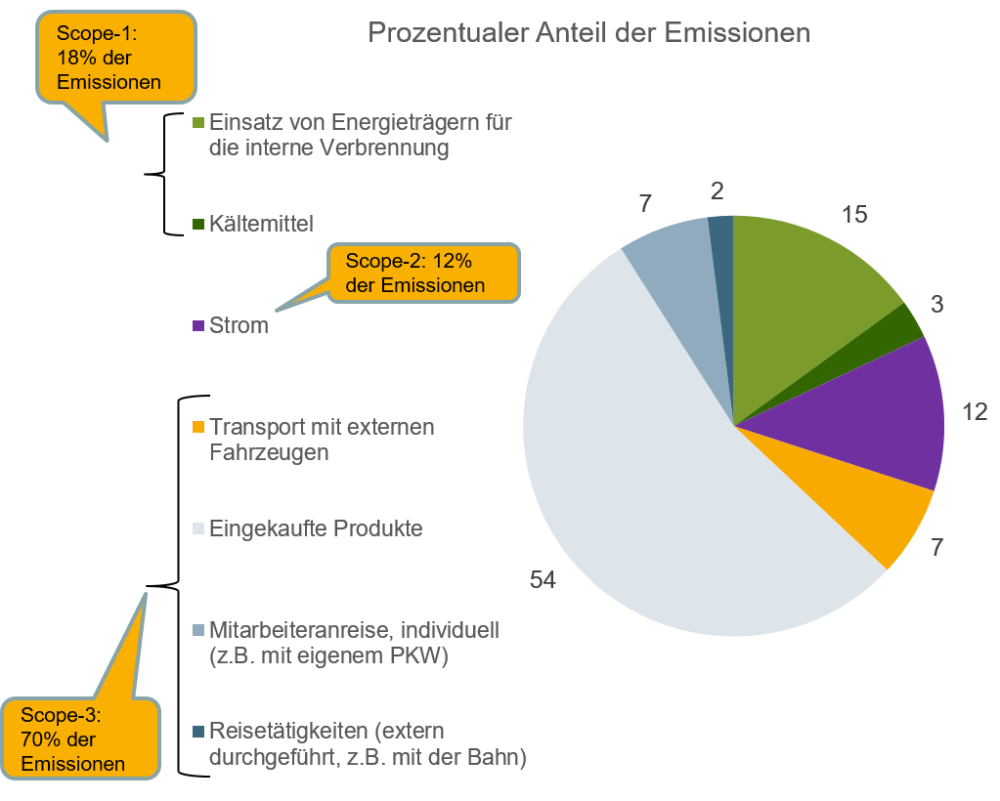 Prozentualer Anteil der Emissionen
Scope-1:
18% der
Emissionen
Einsatz von Energieträgern für
die interne Verbrennung
Kältemittel
Scope-2: 12%
der Emissionen
Strom
Transport mit externen
Fahrzeugen
Eingekaufte Produkte
Mitarbeiteranreise, individuell
(z.B. mit eigenem PKW)
Scope-3:
70% der
Emissionen
Reisetätigkeiten (extern
durchgeführt, z.B. mit der Bahn)
2
15
3
12
7
54
7